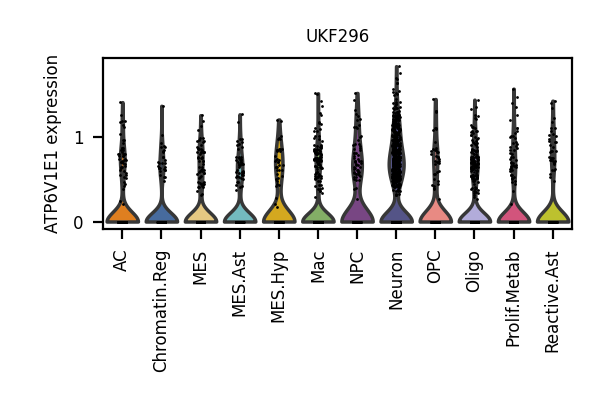 UKF296
ATP6V1E1 expression
1
0
AC
Chromatin.Reg
MES
MES.Ast
MES.Hyp
Mac
NPC
Neuron
OPC
Oligo
Prolif.Metab
Reactive.Ast